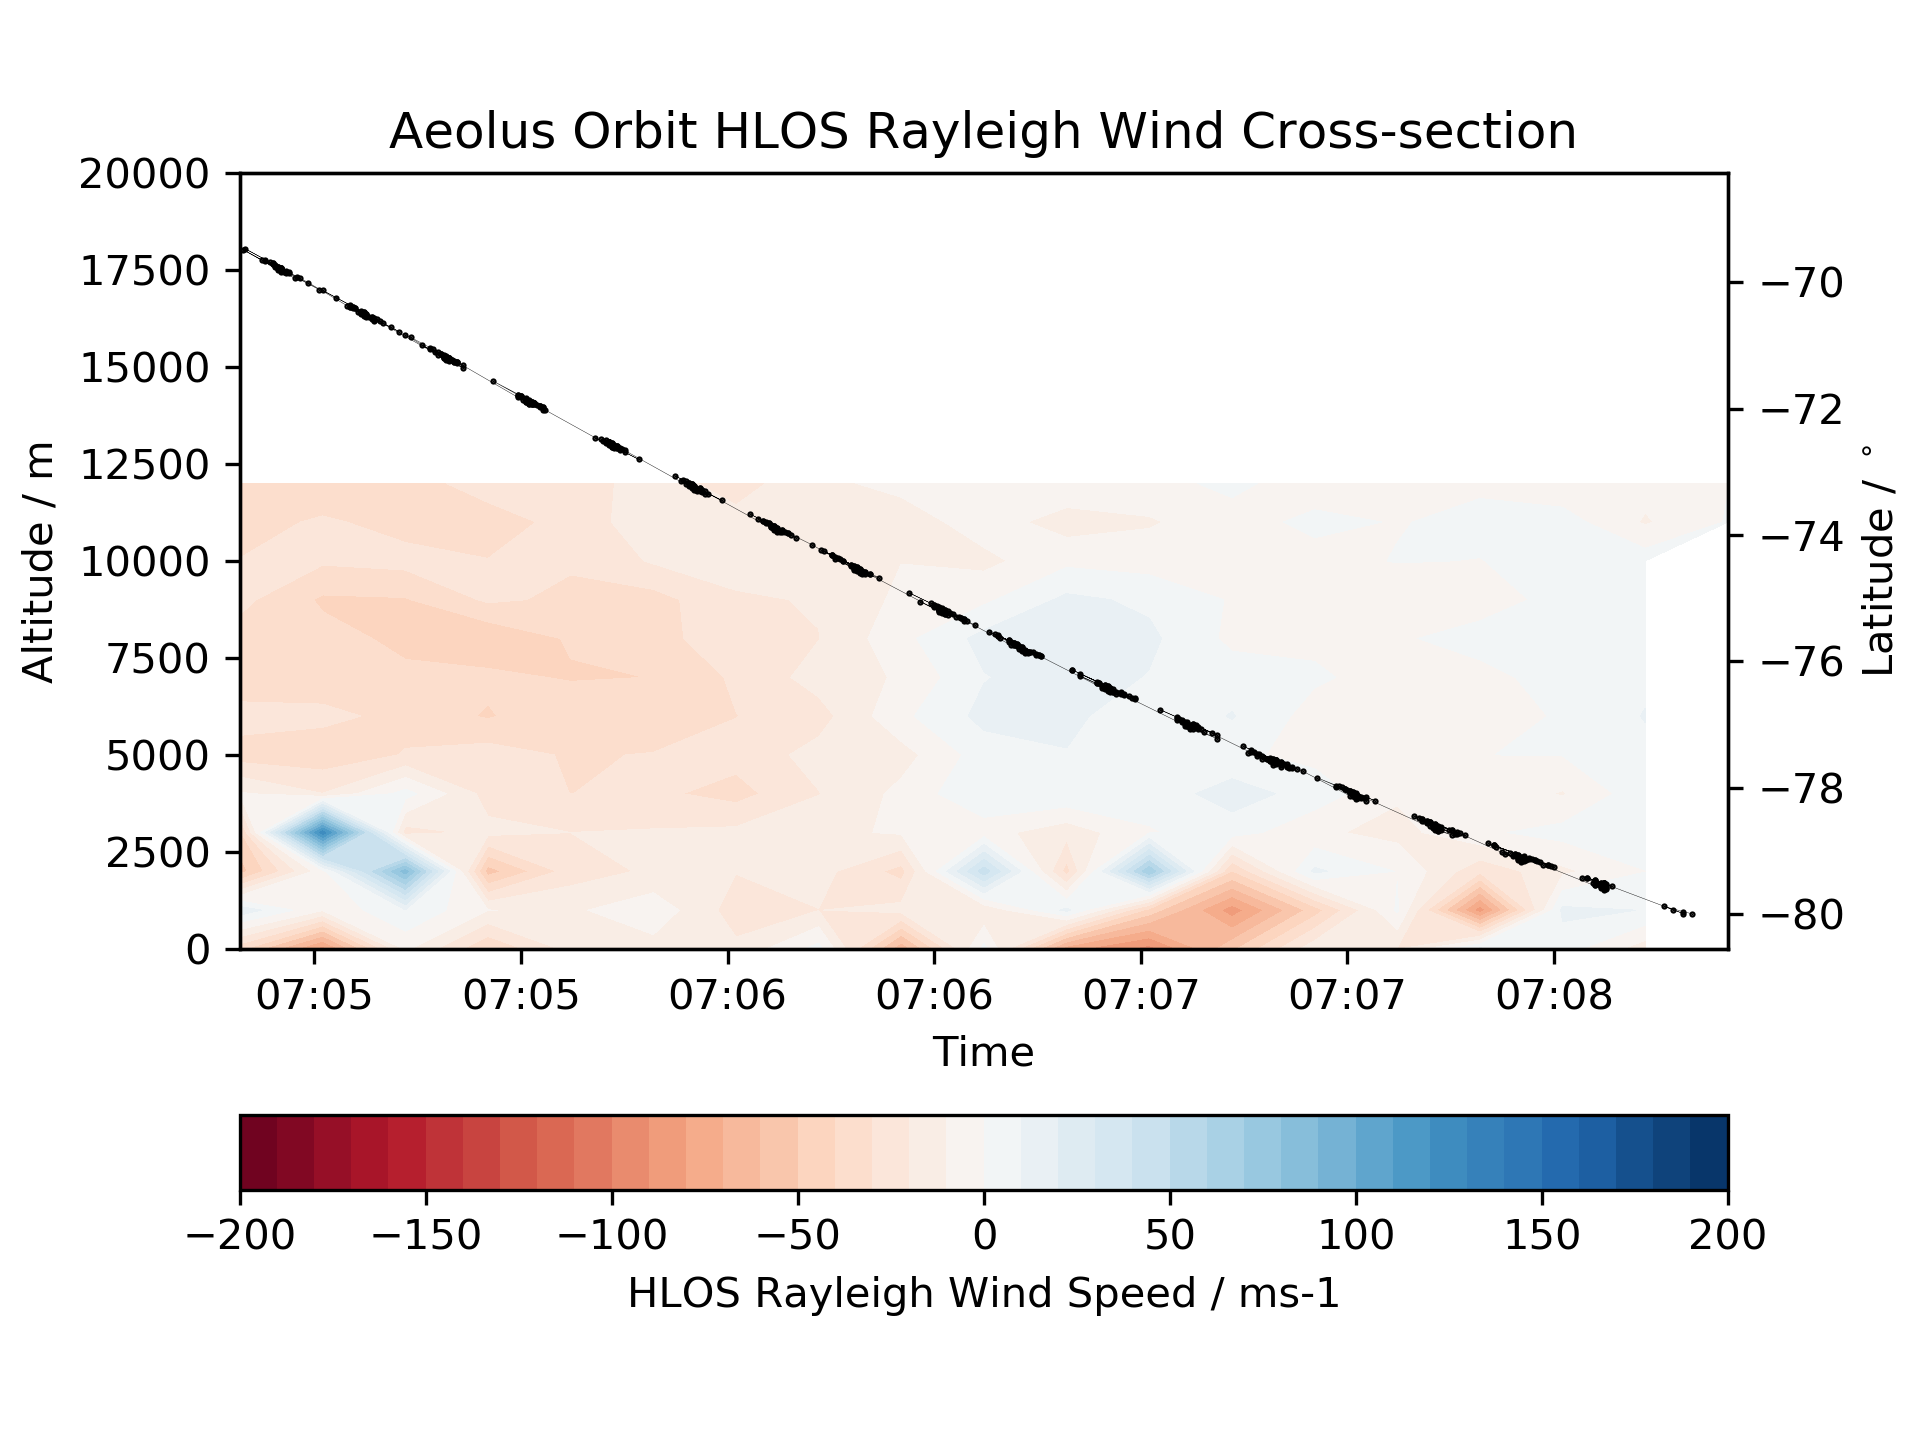 Aeolus Orbit HLOS Rayleigh Wind Cross-section
20000
17500
15000
12500
10000
7500
5000
2500
0
Altitude / m
−70
−72
−74
−76
−78
−80
Latitude / °
07:05 07:05 07:06 07:06 07:07 07:07 07:08
Time
−200 −150 −100 −50 0 50 100 150 200
HLOS Rayleigh Wind Speed / ms-1